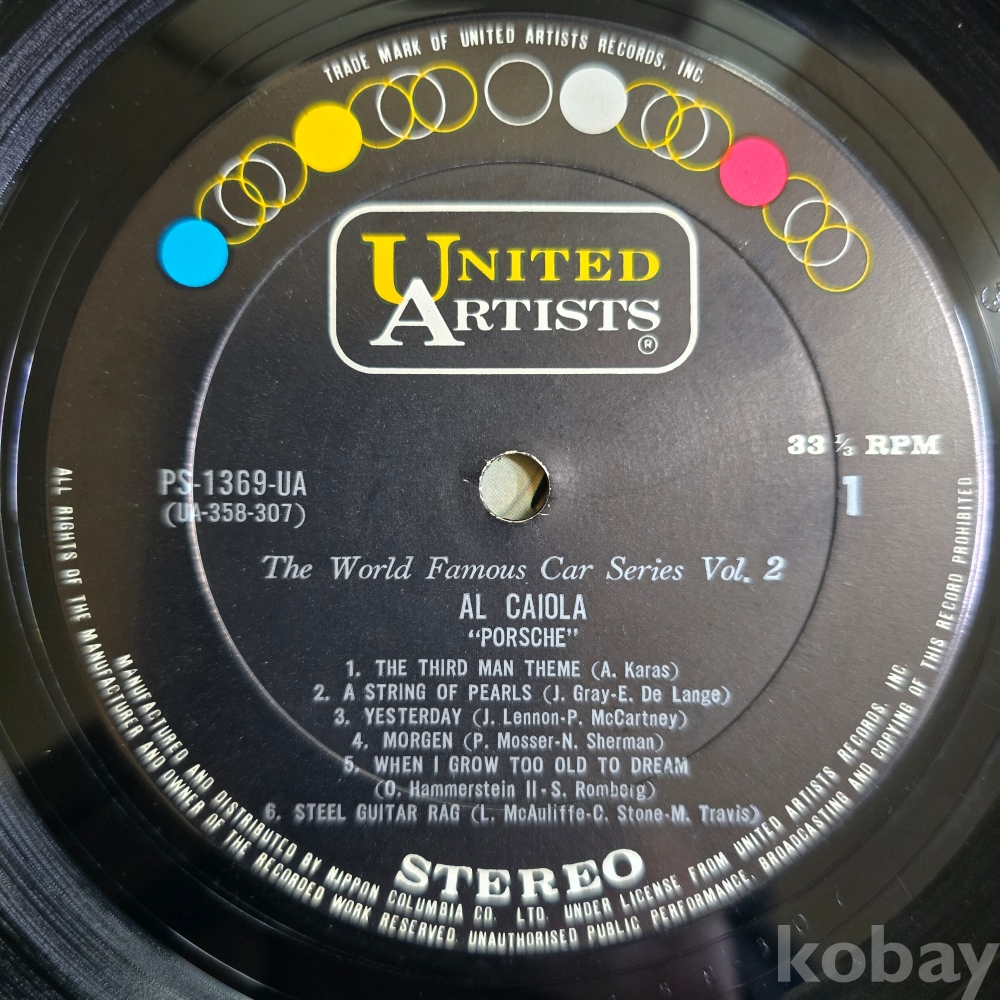 TRADE MARK OF UNITED ARTISTS RECORDS, INC.
UNITED
ARTISTS
®
33 ⅓ RPM
PS-1369-UA
1
(UA-358-307)
The World Famous Car Series Vol. 2
AL CAIOLA
“PORSCHE”
1. THE THIRD MAN THEME (A. Karas)
2. A STRING OF PEARLS (J. Gray-E. De Lange)
3. YESTERDAY (J. Lennon-P. McCartney)
4. MORGEN (P. Mosser-N. Sherman)
5. WHEN I GROW TOO OLD TO DREAM
(O. Hammerstein II-S. Romberg)
6. STEEL GUITAR RAG (L. McAuliffe-C. Stone-M. Travis)
STEREO
MANUFACTURED AND DISTRIBUTED BY NIPPON COLUMBIA CO. LTD. UNDER LICENSE FROM UNITED ARTISTS RECORDS, INC.
ALL RIGHTS OF THE MANUFACTURER AND OWNER OF THE RECORDED WORK RESERVED. UNAUTHORISED PUBLIC PERFORMANCE, BROADCASTING AND COPYING OF THIS RECORD PROHIBITED
kobay